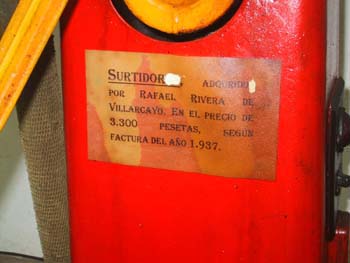 SURTIDOR ADQUIRIDO
POR RAFAEL RIVERA DE
VILLARCAYO. EN EL PRECIO DE
3.300 PESETAS, SEGUN
FACTURA DEL AÑO 1.937.